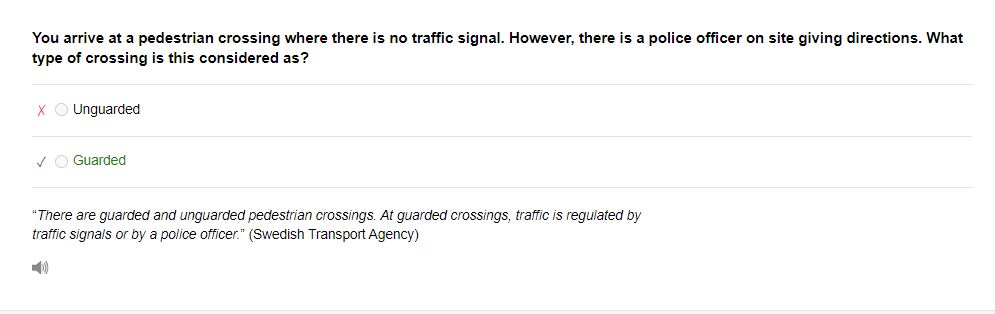 You arrive at a pedestrian crossing where there is no traffic signal. However, there is a police officer on site giving directions. What
type of crossing is this considered as?
✗ Unguarded
✓ Guarded
“There are guarded and unguarded pedestrian crossings. At guarded crossings, traffic is regulated by
traffic signals or by a police officer.” (Swedish Transport Agency)